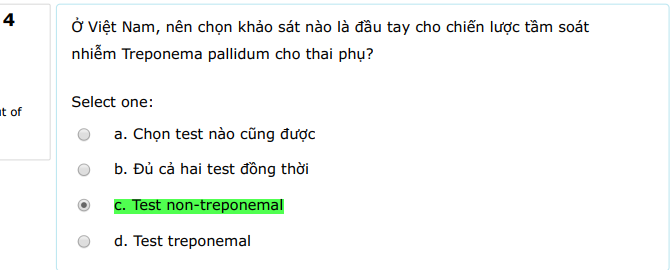 4
Ở Việt Nam, nên chọn khảo sát nào là đầu tay cho chiến lược tầm soát
nhiễm Treponema pallidum cho thai phụ?
Select one:
t of
a. Chọn test nào cũng được
b. Đủ cả hai test đồng thời
c. Test non-treponemal
d. Test treponemal